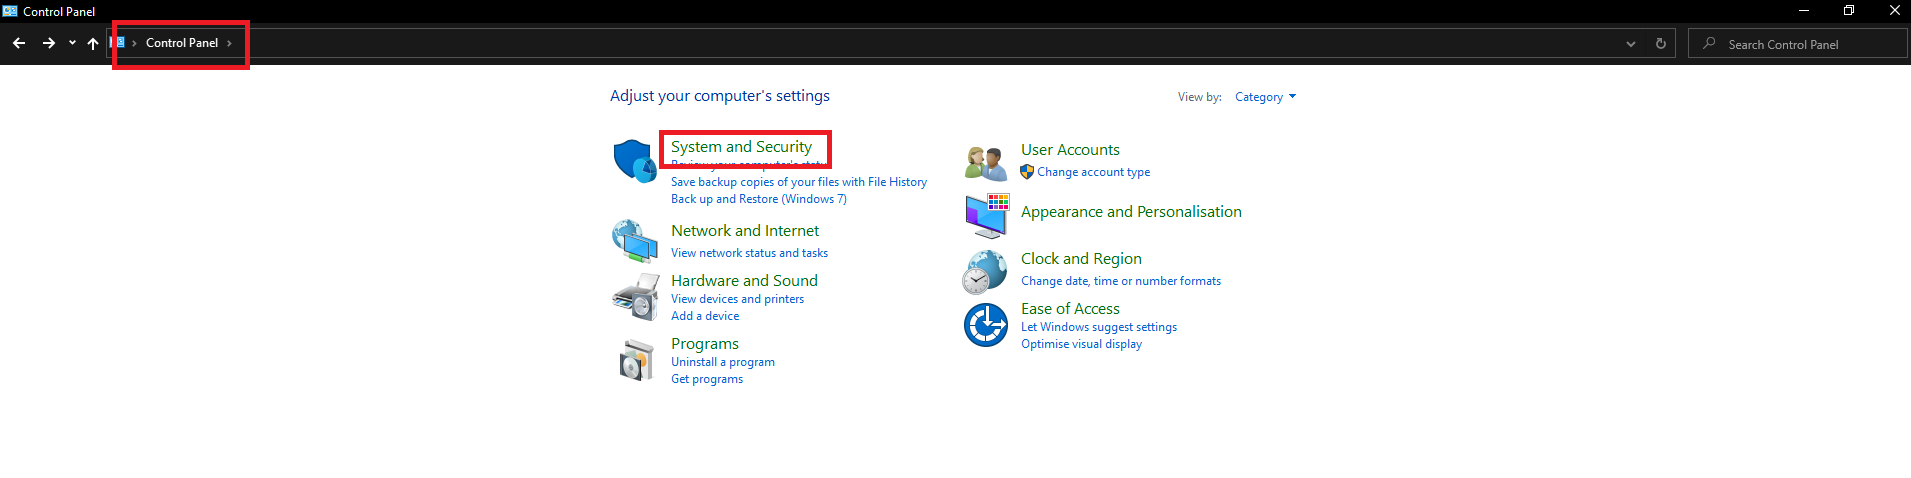 Control Panel
Control Panel
Search Control Panel
Adjust your computer's settings
View by: Category
System and Security
Review your computer's status
Save backup copies of your files with File History
Back up and Restore (Windows 7)
Network and Internet
View network status and tasks
Hardware and Sound
View devices and printers
Add a device
Programs
Uninstall a program
Get programs
User Accounts
Change account type
Appearance and Personalisation
Clock and Region
Change date, time or number formats
Ease of Access
Let Windows suggest settings
Optimise visual display